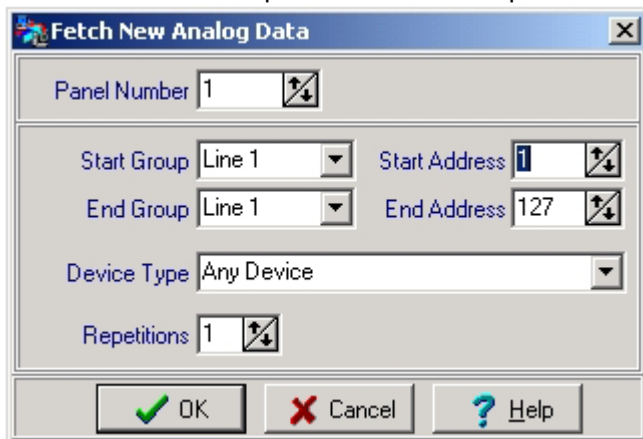 Fetch New Analog Data
Panel Number 1
Start Group Line 1 Start Address 1
End Group Line 1 End Address 127
Device Type Any Device
Repetitions 1
OK Cancel Help